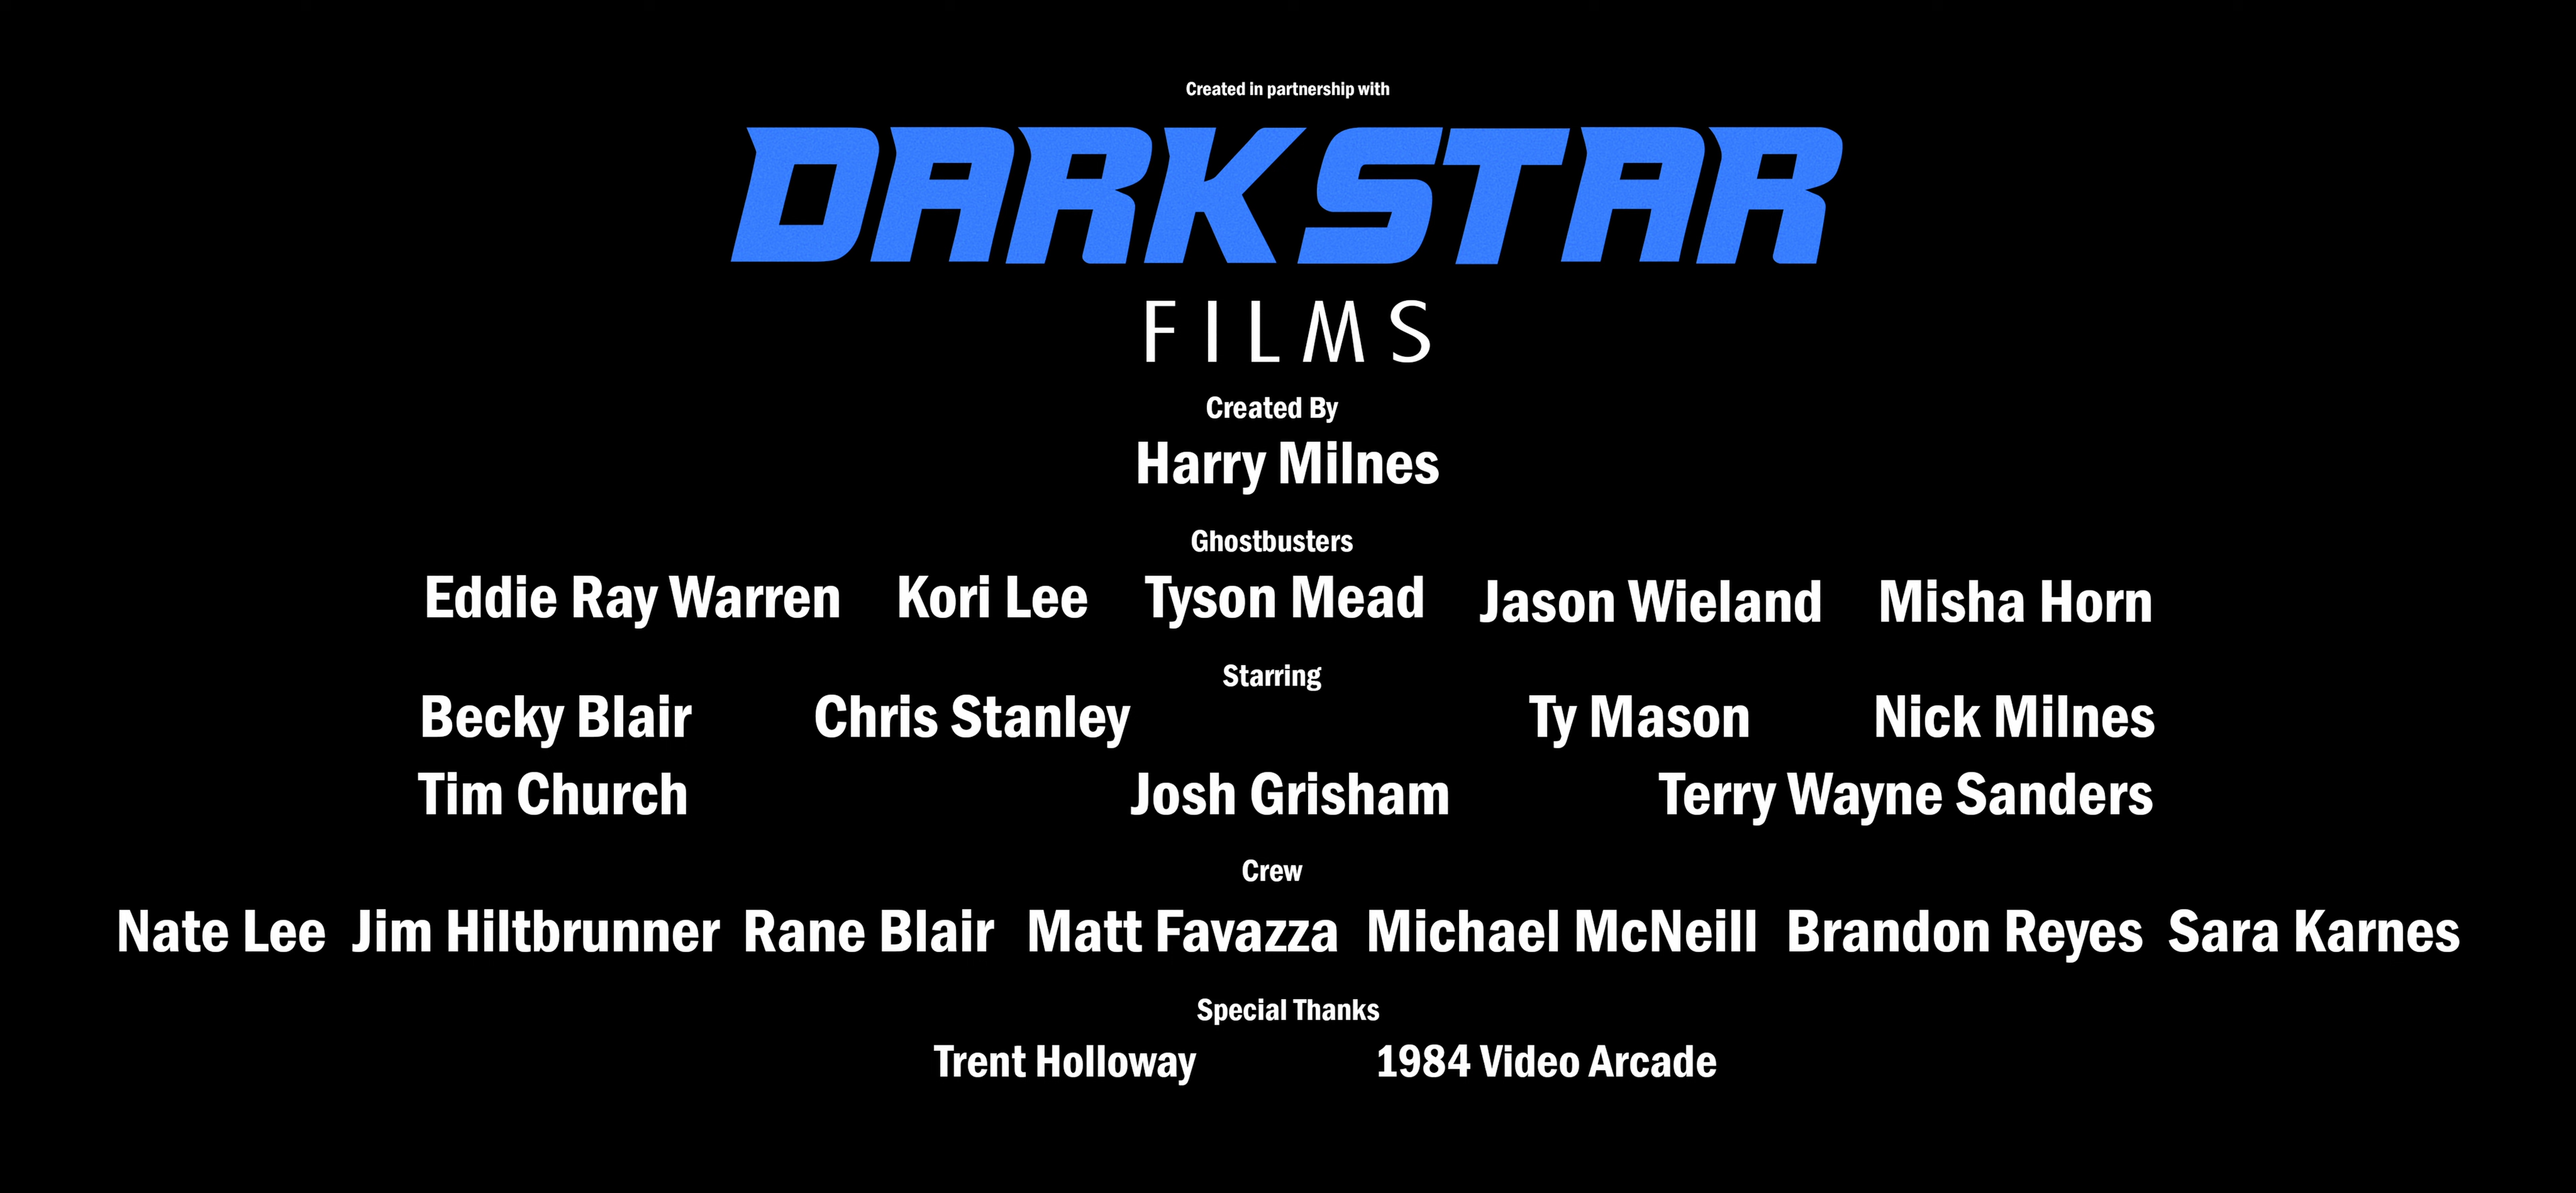 Created in partnership with
DARKSTAR
FILMS
Created By
Harry Milnes
Ghostbusters
Eddie Ray Warren Kori Lee Tyson Mead Jason Wieland Misha Horn
Starring
Becky Blair Chris Stanley Ty Mason Nick Milnes
Tim Church Josh Grisham Terry Wayne Sanders
Crew
Nate Lee Jim Hiltbrunner Rane Blair Matt Favazza Michael McNeill Brandon Reyes Sara Karnes
Special Thanks
Trent Holloway 1984 Video Arcade